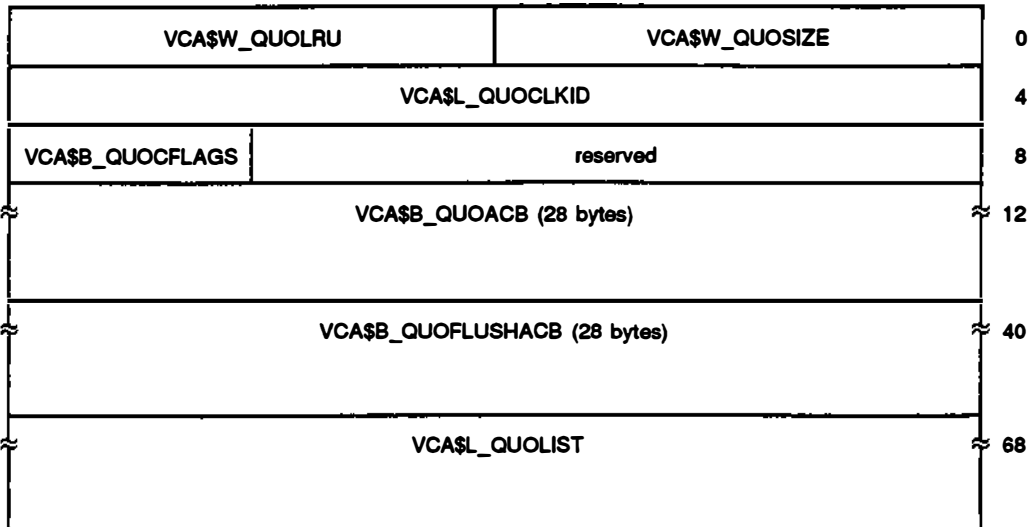 VCA$W_QUOLRU VCA$W_QUOSIZE 0
VCA$L_QUOCLKID 4
VCA$B_QUOCFLAGS reserved 8
VCA$B_QUOACB (28 bytes) 12
VCA$B_QUOFLUSHACB (28 bytes) 40
VCA$L_QUOLIST 68